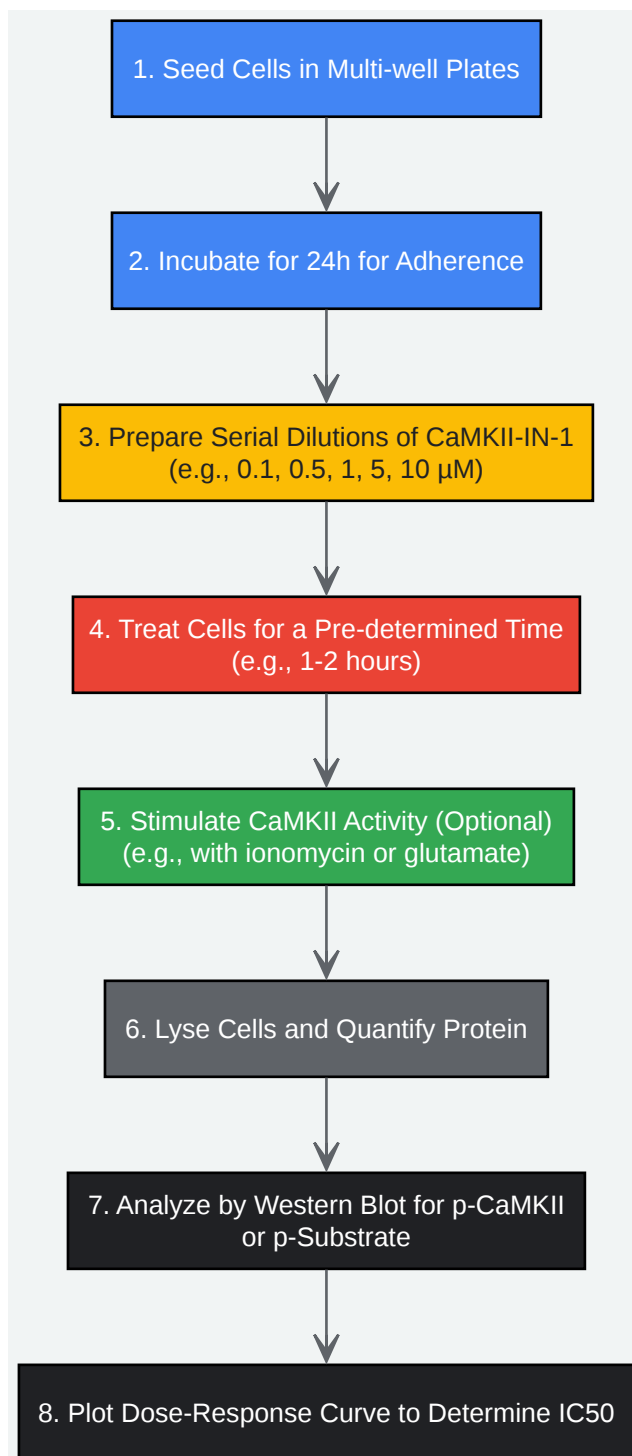 1. Seed Cells in Multi-well Plates
2. Incubate for 24h for Adherence
3. Prepare Serial Dilutions of CaMKII-IN-1
(e.g., 0.1, 0.5, 1, 5, 10 µM)
4. Treat Cells for a Pre-determined Time
(e.g., 1-2 hours)
5. Stimulate CaMKII Activity (Optional)
(e.g., with ionomycin or glutamate)
6. Lyse Cells and Quantify Protein
7. Analyze by Western Blot for p-CaMKII
or p-Substrate
8. Plot Dose-Response Curve to Determine IC50